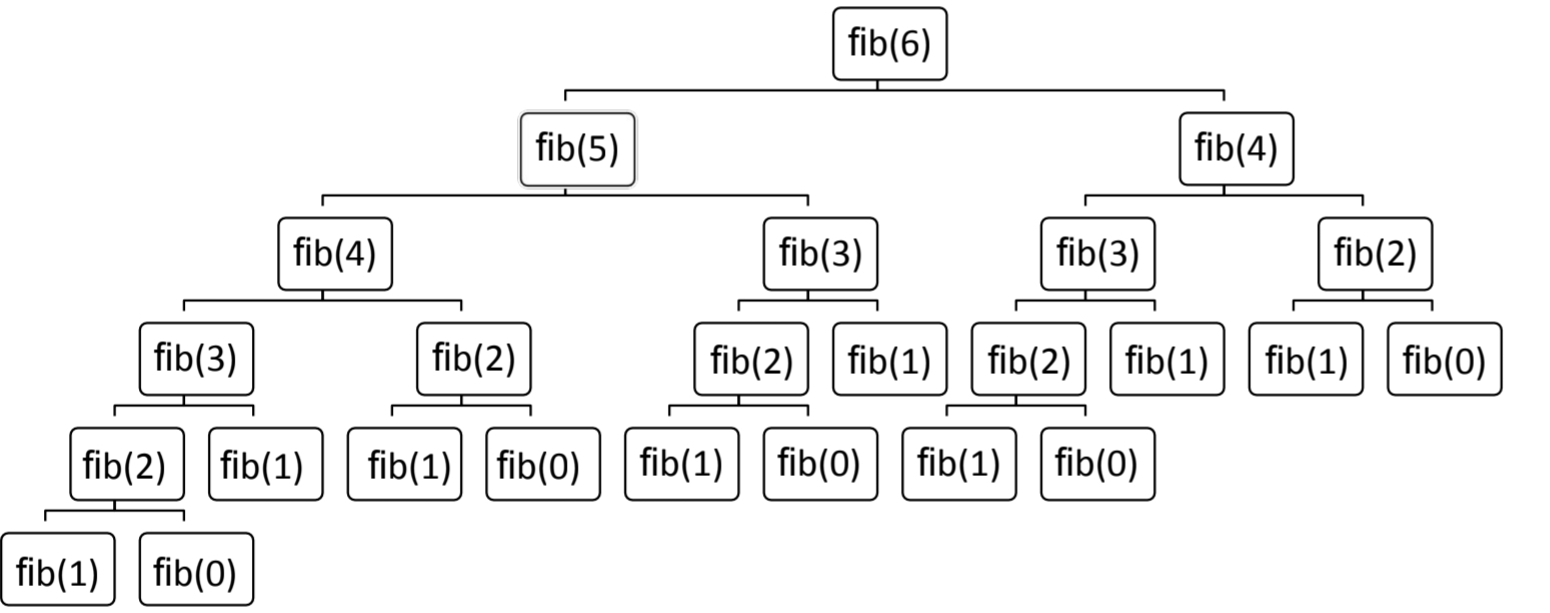 fib(6)
fib(5) fib(4)
fib(4) fib(3) fib(3) fib(2)
fib(3) fib(2) fib(2) fib(1) fib(2) fib(1) fib(1) fib(0)
fib(2) fib(1) fib(1) fib(0) fib(1) fib(0) fib(1) fib(0)
fib(1) fib(0)